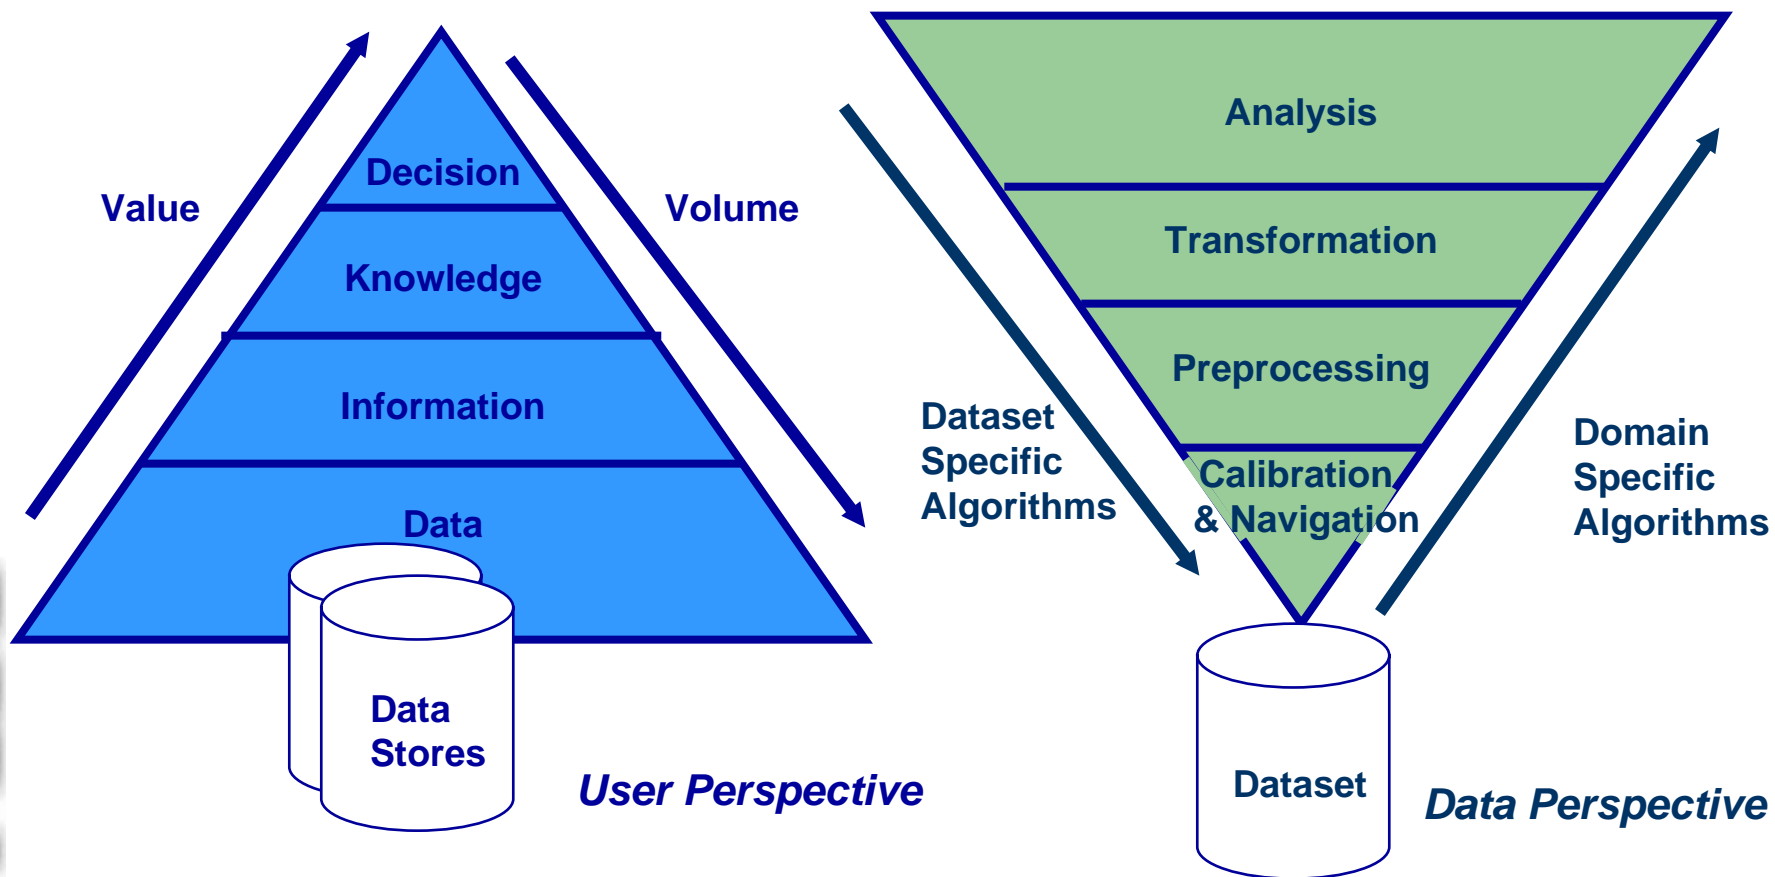 Value
Volume
Decision
Knowledge
Information
Data
Data
Stores
User Perspective
Analysis
Transformation
Preprocessing
Calibration
& Navigation
Dataset
Specific
Algorithms
Domain
Specific
Algorithms
Dataset
Data Perspective